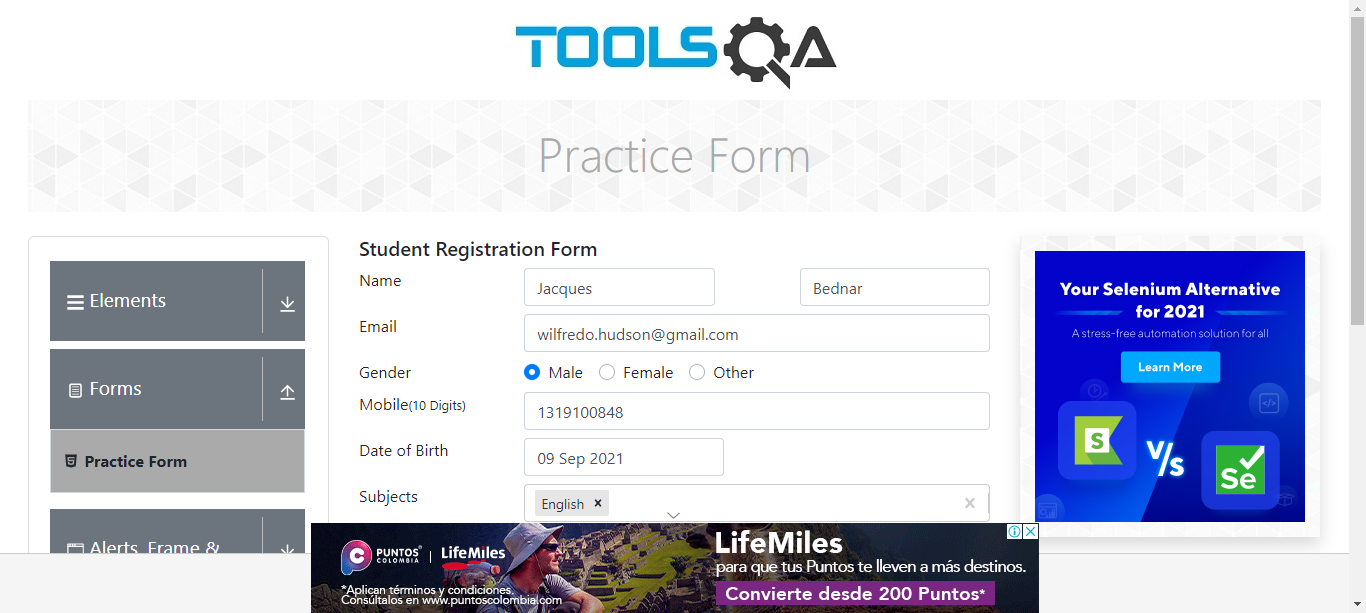 TOOLSQA
Practice Form
Elements
Forms
Practice Form
Alerts, Frame &
Student Registration Form
Name
Jacques
Bednar
Email
wilfredo.hudson@gmail.com
Gender
Male
Female
Other
Mobile(10 Digits)
1319100848
Date of Birth
09 Sep 2021
Subjects
English
Your Selenium Alternative
for 2021
A stress-free automation solution for all
Learn More
S
V/s
Se
PUNTOS
COLOMBIA
LifeMiles
*Aplican términos y condiciones.
Consúltalos en www.puntoscolombia.com
LifeMiles
para que tus Puntos te lleven a más destinos.
Convierte desde 200 Puntos*